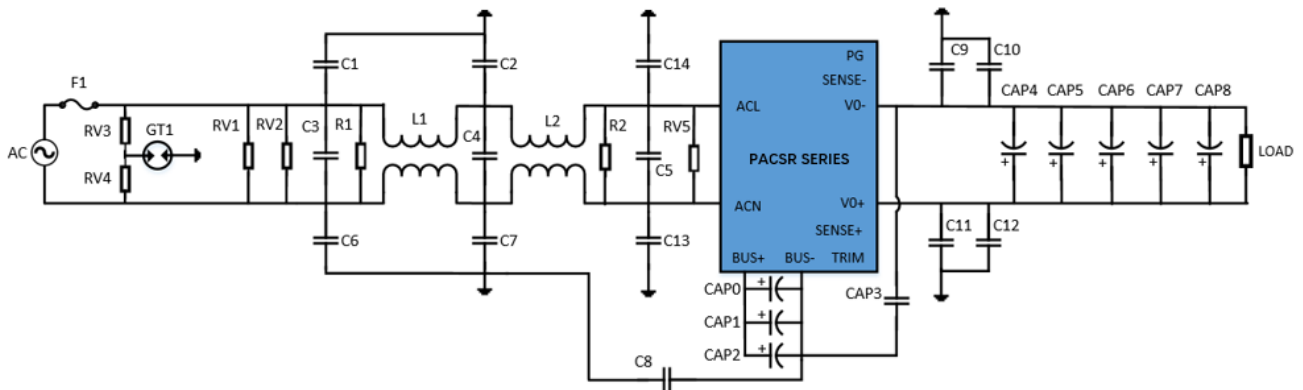 C9 C10
PG
C1 C2 C14
SENSE-
F1
CAP4 CAP5 CAP6 CAP7 CAP8
ACL V0-
RV3 GT1 RV1 RV2 C3 R1 L1 C4 L2 R2 RV5
AC
PACSR SERIES
LOAD
RV4
C5
ACN V0+
C6 C7 C13
SENSE+
C11 C12
BUS+ BUS- TRIM
CAP0 + CAP3
CAP1 +
CAP2 +
C8
+ + + + +